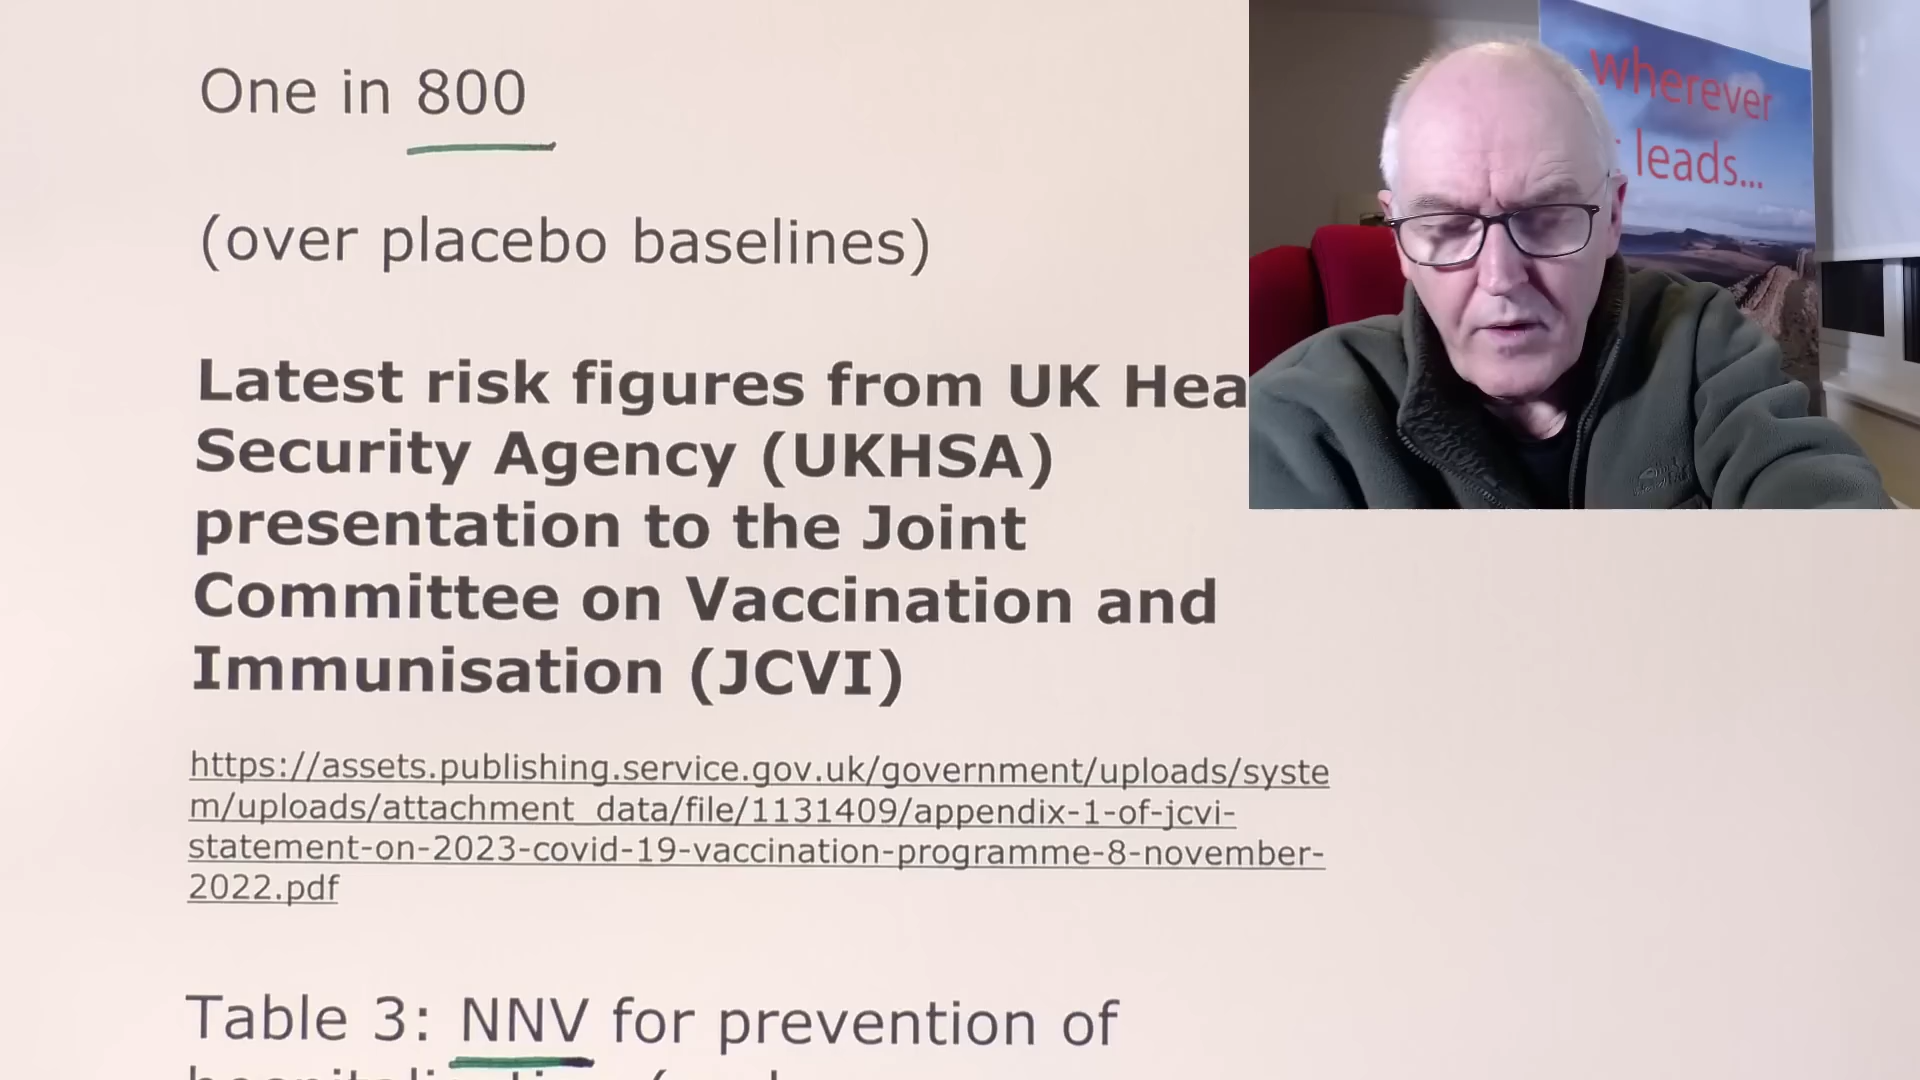 One in 800
(over placebo baselines)
Latest risk figures from UK Hea
Security Agency (UKHSA)
presentation to the Joint
Committee on Vaccination and
Immunisation (JCVI)
https://assets.publishing.service.gov.uk/government/uploads/syste
m/uploads/attachment_data/file/1131409/appendix-1-of-jcvi-
statement-on-2023-covid-19-vaccination-programme-8-november-
2022.pdf
Table 3: NNV for prevention of
wherever
leads...